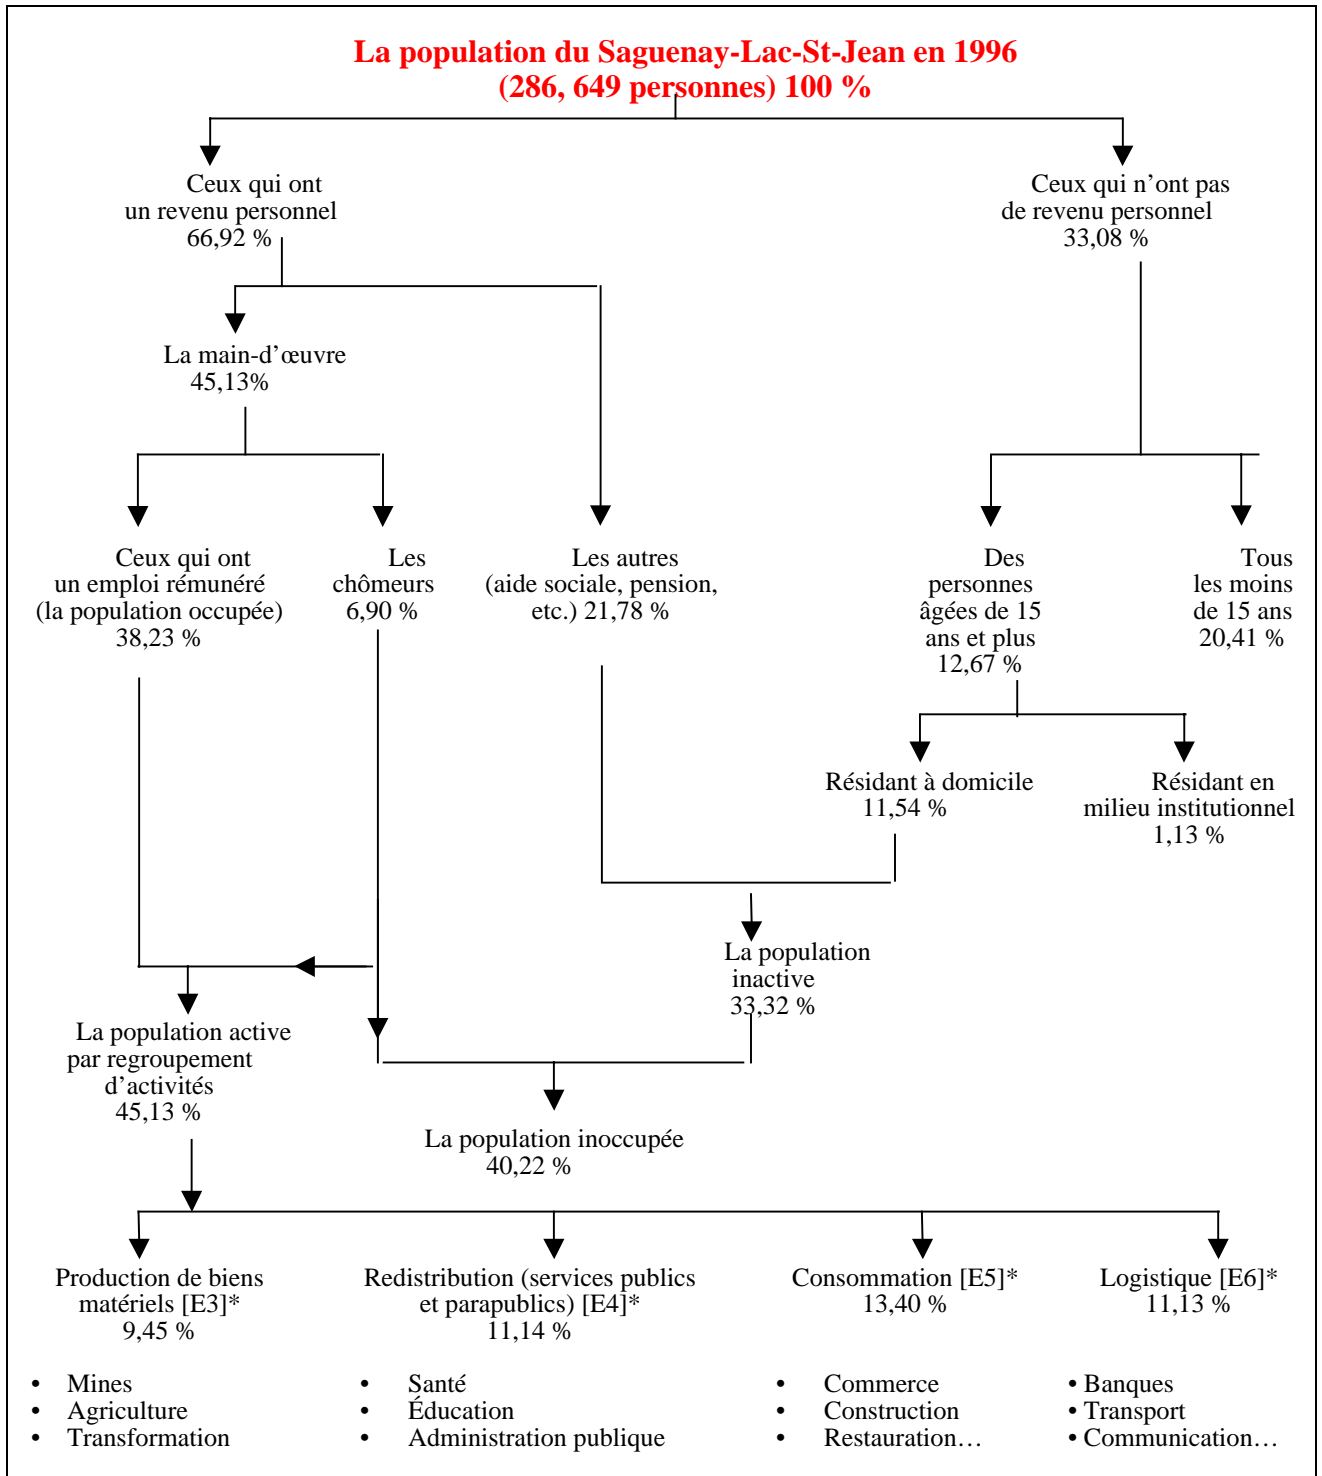 La population du Saguenay-Lac-St-Jean en 1996
(286, 649 personnes) 100 %
Ceux qui ont
un revenu personnel
66,92 %
Ceux qui n’ont pas
de revenu personnel
33,08 %
La main-d’œuvre
45,13%
Ceux qui ont
un emploi rémunéré
(la population occupée)
38,23 %
Les
chômeurs
6,90 %
Les autres
(aide sociale, pension,
etc.) 21,78 %
Des
personnes
âgées de 15
ans et plus
12,67 %
Tous
les moins
de 15 ans
20,41 %
Résidant à domicile
11,54 %
Résidant en
milieu institutionnel
1,13 %
La population
inactive
33,32 %
La population active
par regroupement
d’activités
45,13 %
La population inoccupée
40,22 %
Production de biens
matériels [E3]*
9,45 %
Redistribution (services publics
et parapublics) [E4]*
11,14 %
Consommation [E5]*
13,40 %
Logistique [E6]*
11,13 %
• Mines
• Agriculture
• Transformation
• Santé
• Éducation
• Administration publique
• Commerce
• Construction
• Restauration…
• Banques
• Transport
• Communication…